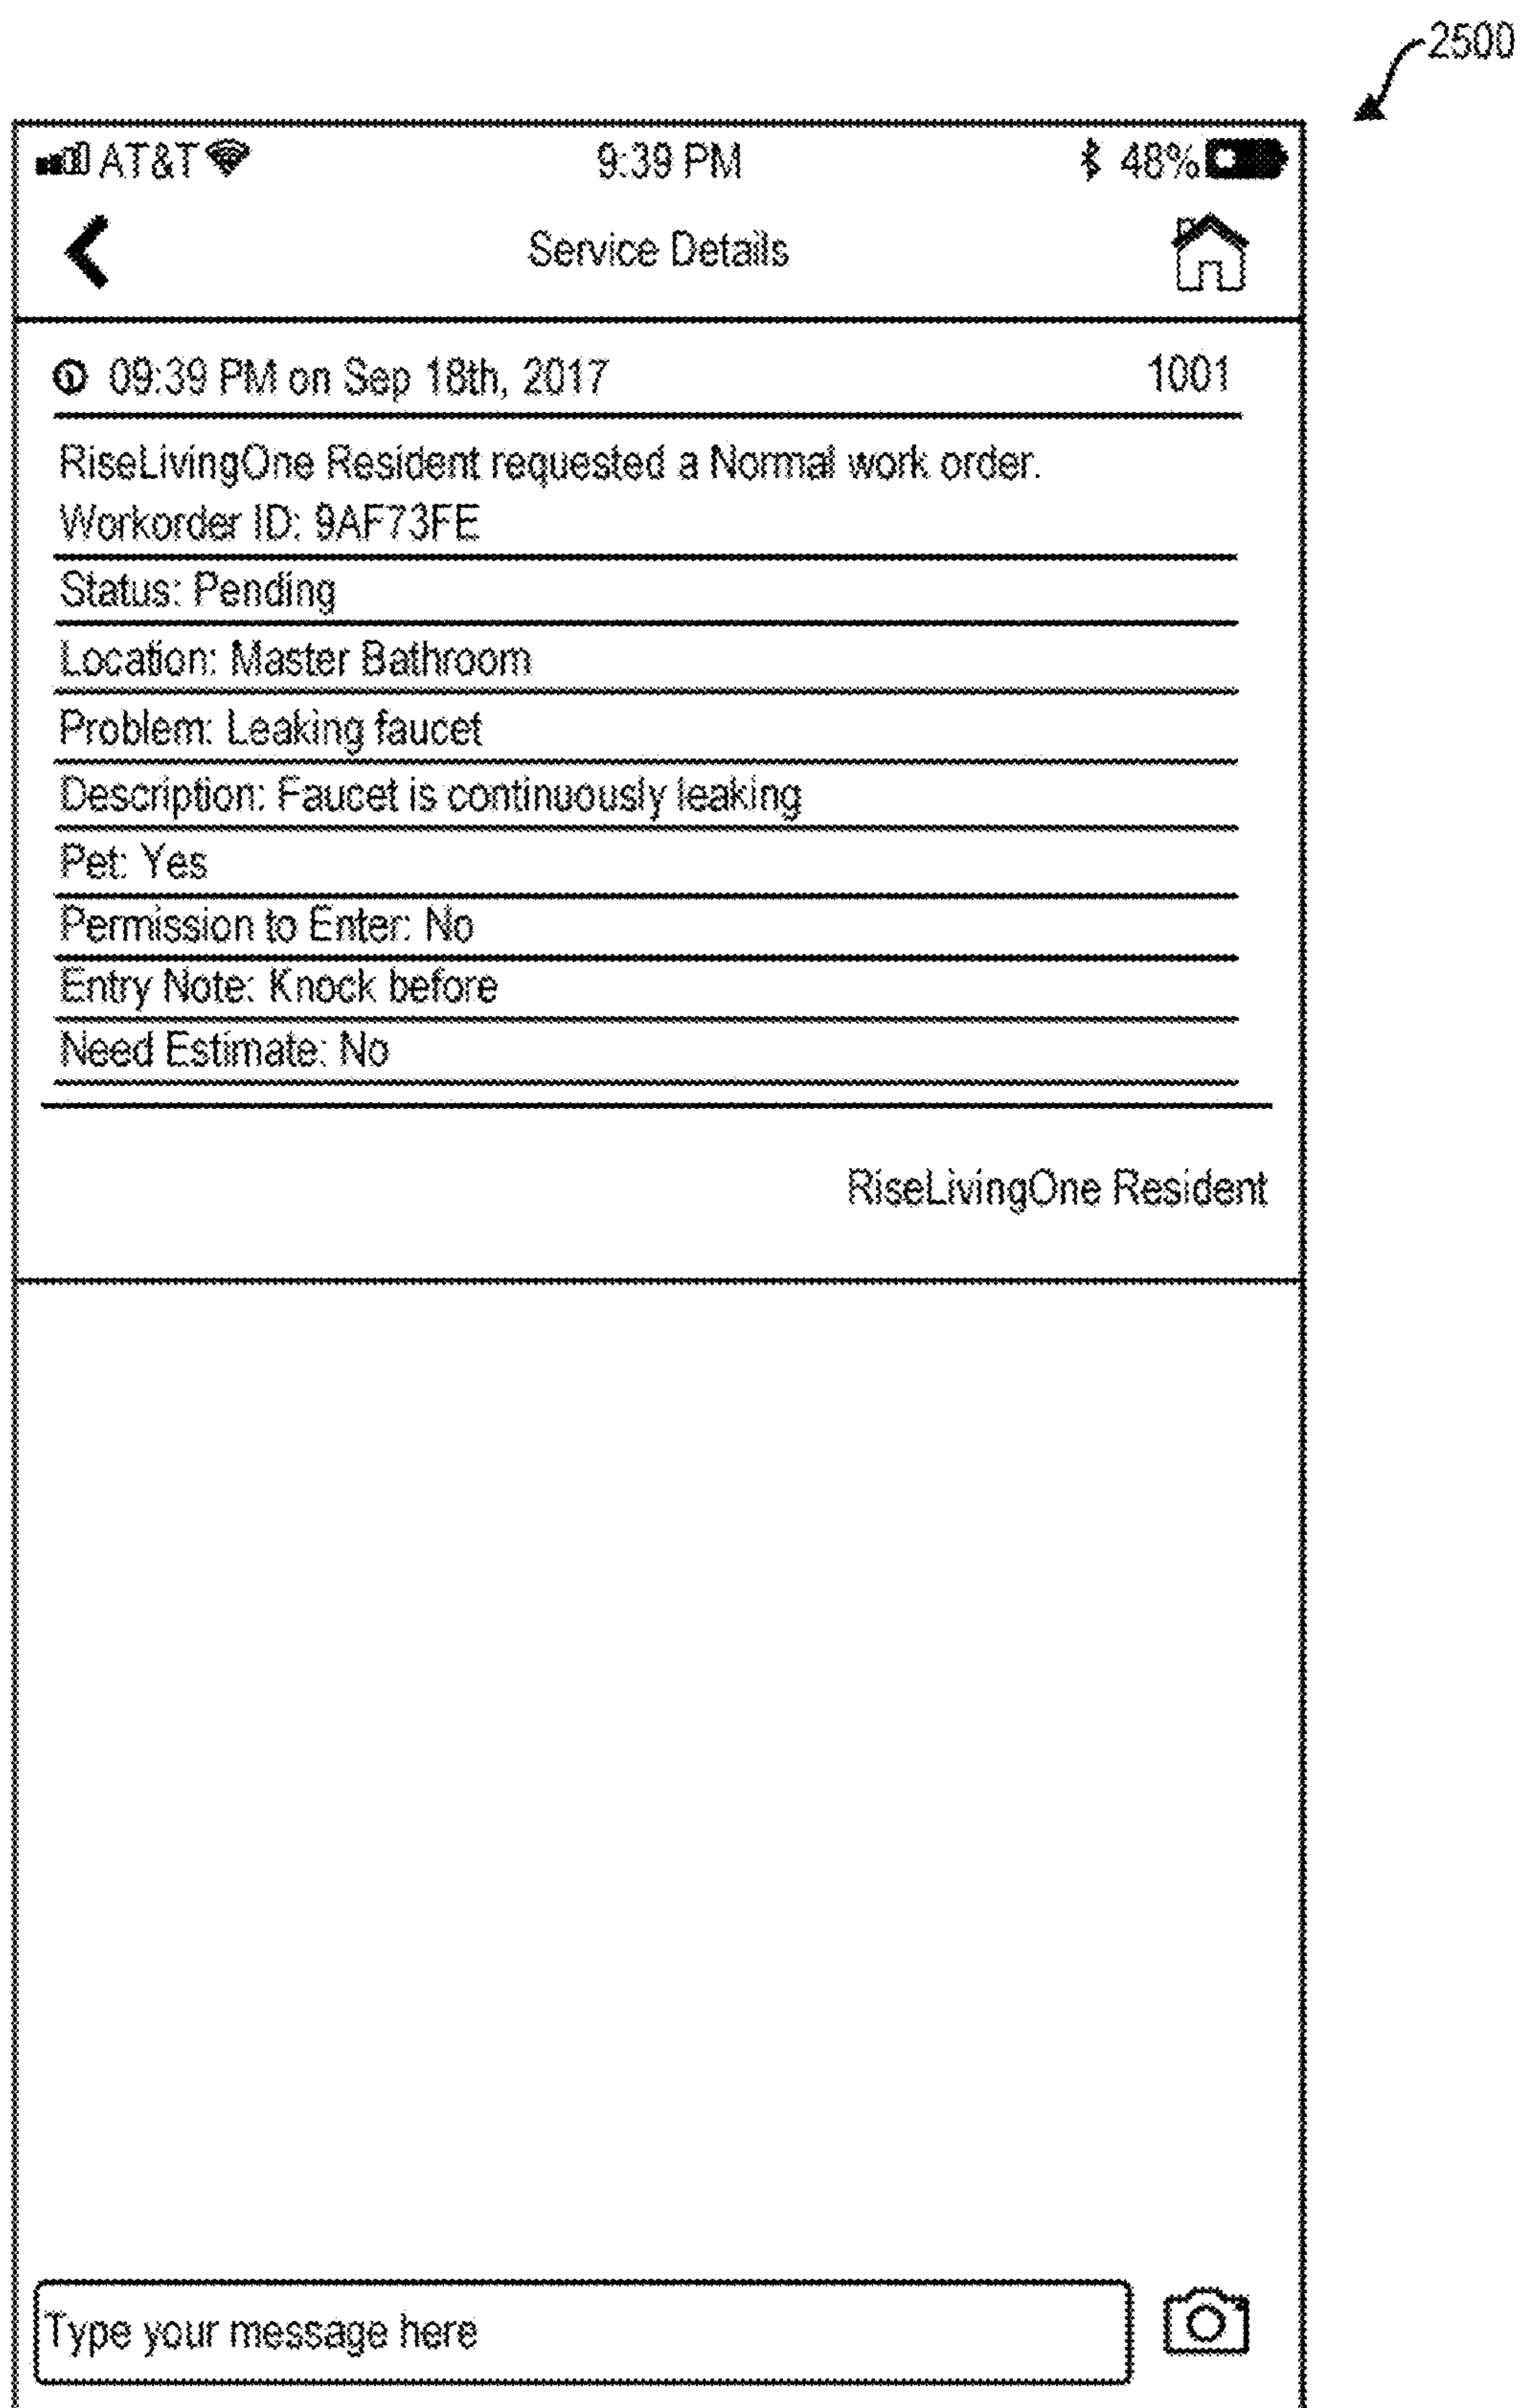 2500
AT&T 9:39 PM 48%
Service Details
09:39 PM on Sep 18th, 2017 1001
RiseLivingOne Resident requested a Normal work order.
Workorder ID: 9AF73FE
Status: Pending
Location: Master Bathroom
Problem: Leaking faucet
Description: Faucet is continuously leaking
Pet: Yes
Permission to Enter: No
Entry Note: Knock before
Need Estimate: No
RiseLivingOne Resident
Type your message here